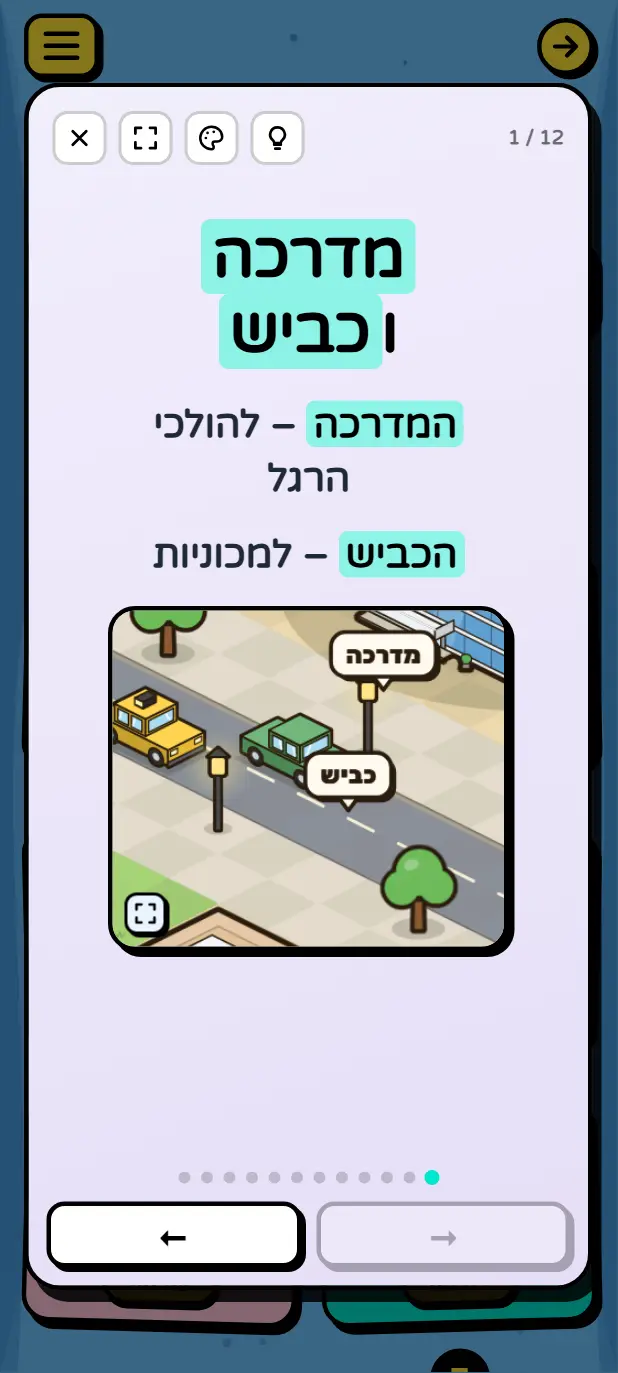 1 / 12
מדרכה
וכביש
המדרכה – להולכי
הרגל
הכביש – למכוניות
מדרכה
כביש